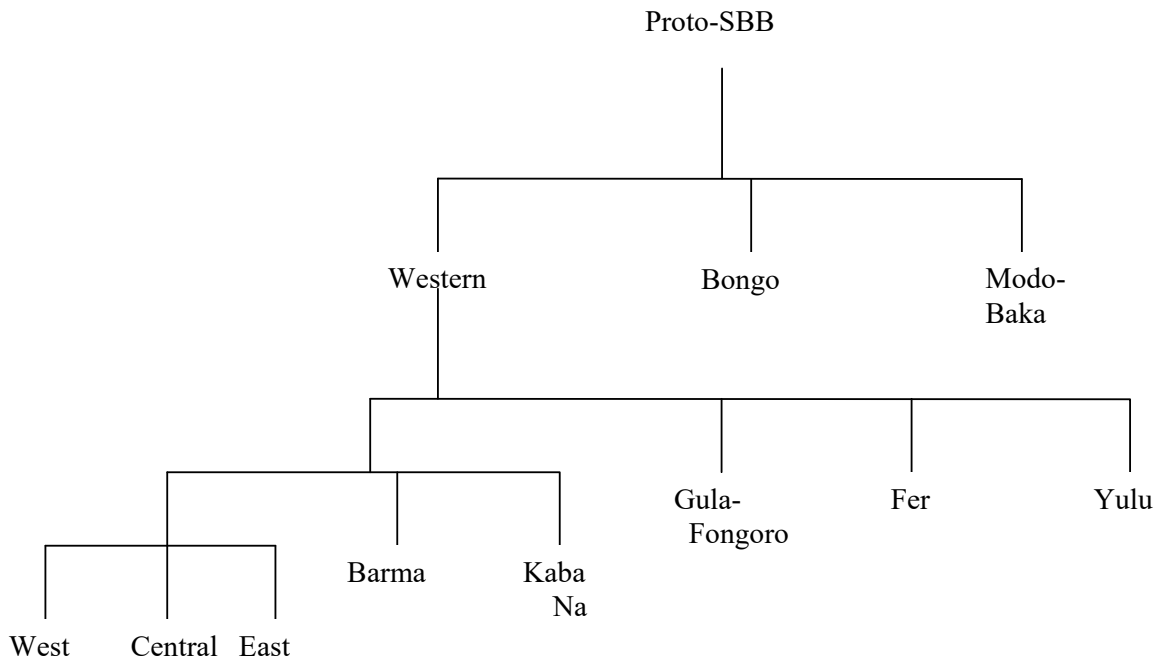 Proto-SBB
Western
Bongo
Modo-
Baka
Gula-
Fongoro
Fer
Yulu
Barma
Kaba
Na
West
Central
East